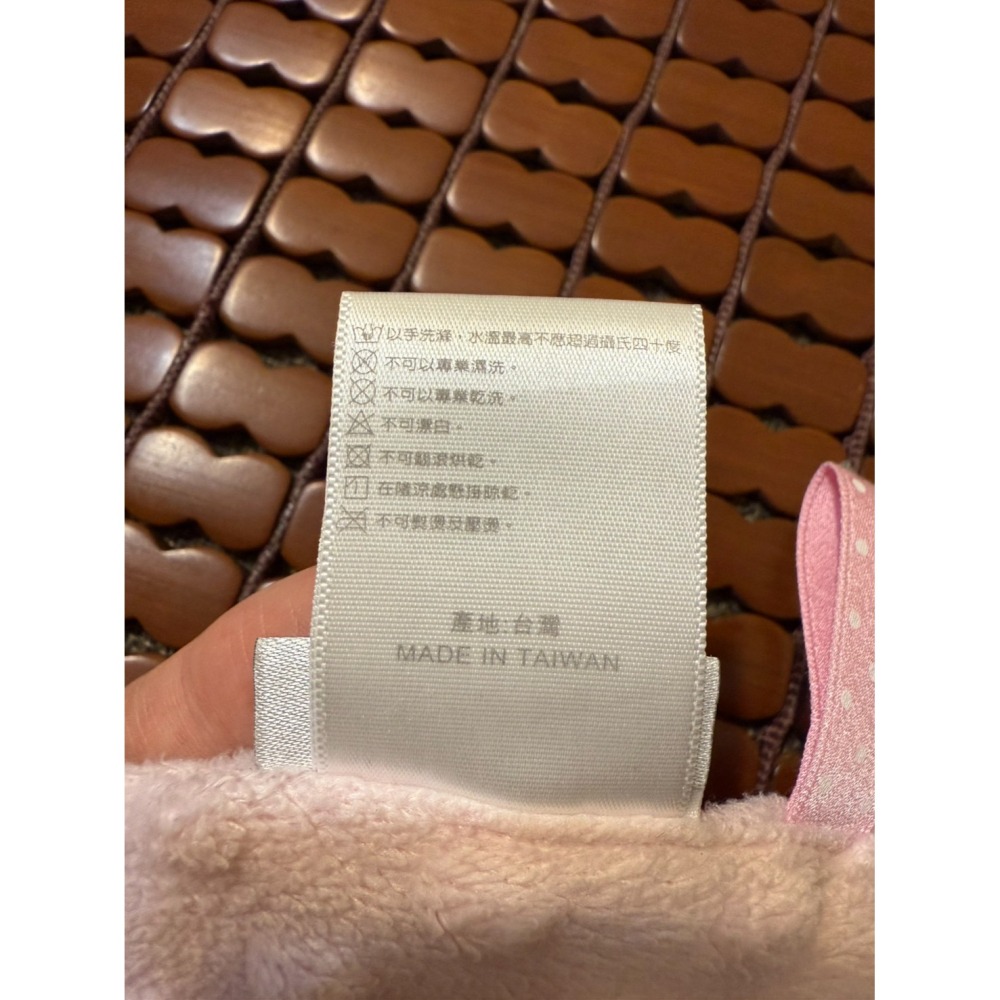 以手洗滌，水溫最高不應超過攝氏四十度
不可以專業濕洗。
不可以專業乾洗。
不可漂白。
不可翻滾烘乾。
在陰涼處懸掛晾乾。
不可熨燙及壓燙。
產地:台灣
MADE IN TAIWAN